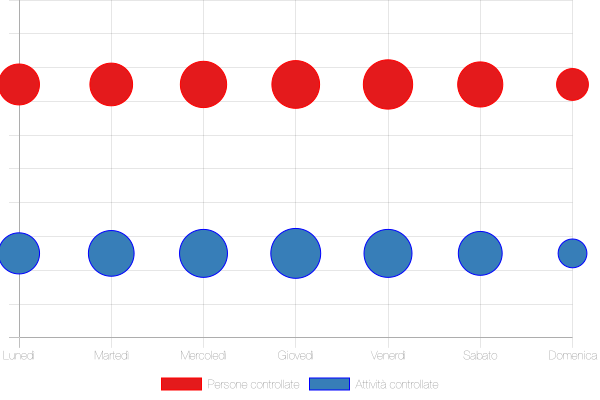 Lunedì Martedì Mercoledì Giovedì Venerdì Sabato Domenica
Persone controllate Attività controllate